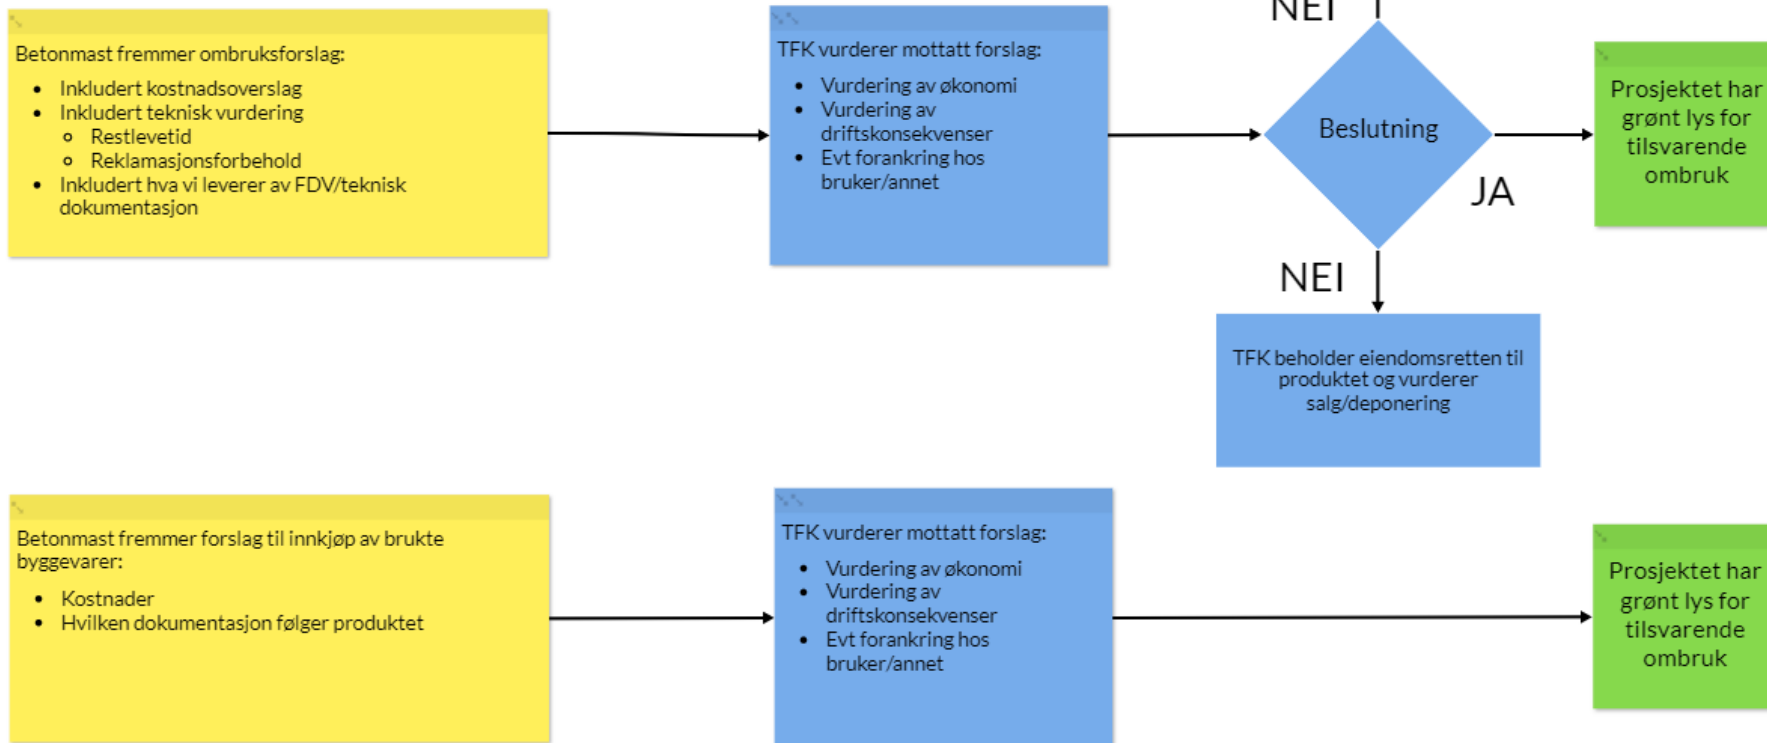 NEI
Betonmast fremmer ombruksforslag:
• Inkludert kostnadsoverslag
• Inkludert teknisk vurdering
◦ Restlevetid
◦ Reklamasjonsforbehold
• Inkludert hva vi leverer av FDV/teknisk
dokumentasjon
TFK vurderer mottatt forslag:
• Vurdering av økonomi
• Vurdering av
driftskonsekvenser
• Evt forankring hos
bruker/annet
Beslutning
JA
Prosjektet har
grønt lys for
tilsvarende
ombruk
NEI
TFK beholder eiendomsretten til
produktet og vurderer
salg/deponering
Betonmast fremmer forslag til innkjøp av brukte
byggevarer:
• Kostnader
• Hvilken dokumentasjon følger produktet
TFK vurderer mottatt forslag:
• Vurdering av økonomi
• Vurdering av
driftskonsekvenser
• Evt forankring hos
bruker/annet
Prosjektet har
grønt lys for
tilsvarende
ombruk